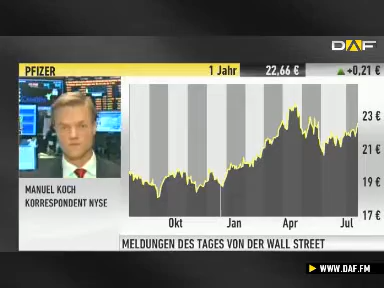 DAF
PFIZER 1 Jahr 22,66 € +0,21 €
23 €
21 €
19 €
17 €
Okt Jan Apr Jul
MANUEL KOCH
KORRESPONDENT NYSE
MELDUNGEN DES TAGES VON DER WALL STREET
WWW.DAF.FM